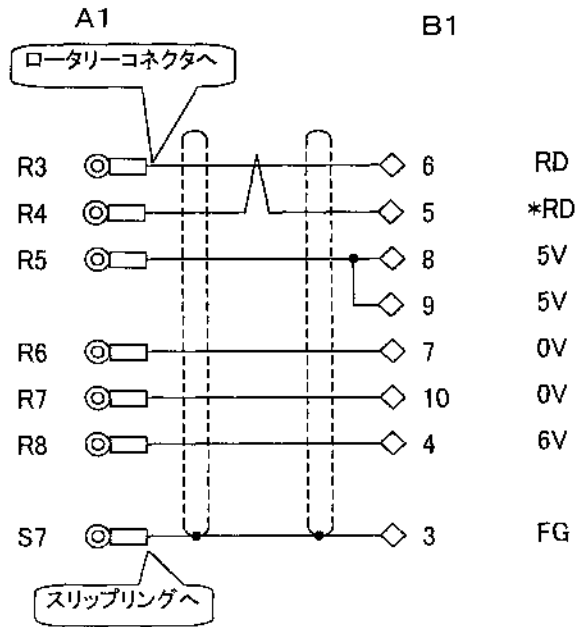 A1 B1
ロータリーコネクタへ
R3 6 RD
R4 5 *RD
R5 8 5V
9 5V
R6 7 0V
R7 10 0V
R8 4 6V
S7 3 FG
スリップリングへ